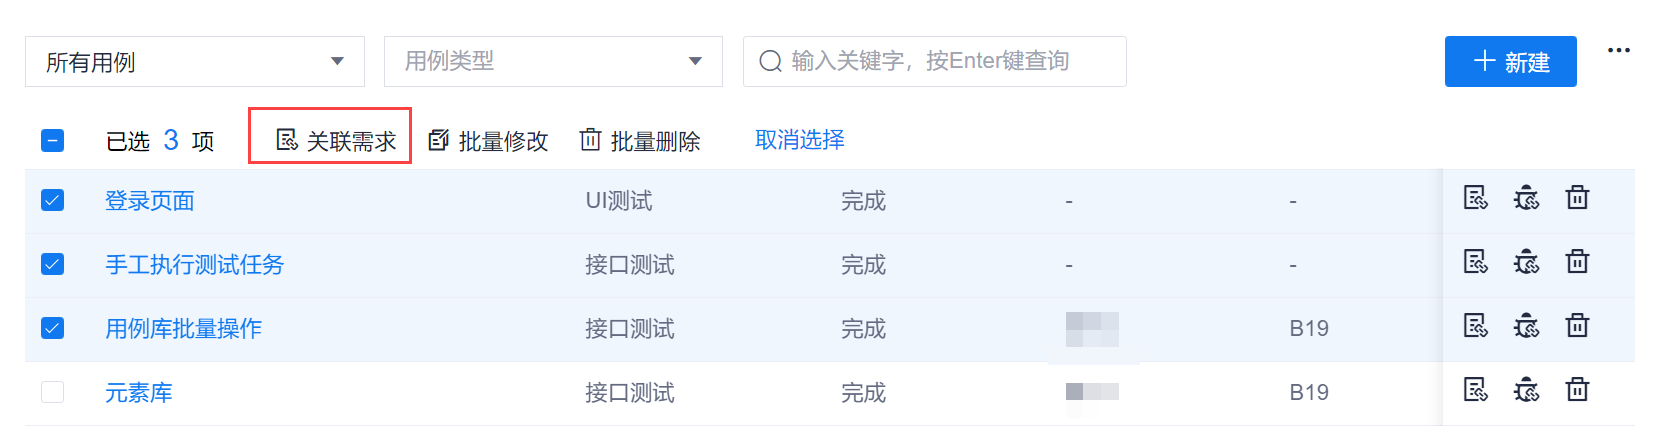 所有用例 用例类型 输入关键字，按Enter键查询 新建
已选 3 项 关联需求 批量修改 批量删除 取消选择
登录页面 UI测试 完成 - -
手工执行测试任务 接口测试 完成 - -
用例库批量操作 接口测试 完成 B19
元素库 接口测试 完成 B19